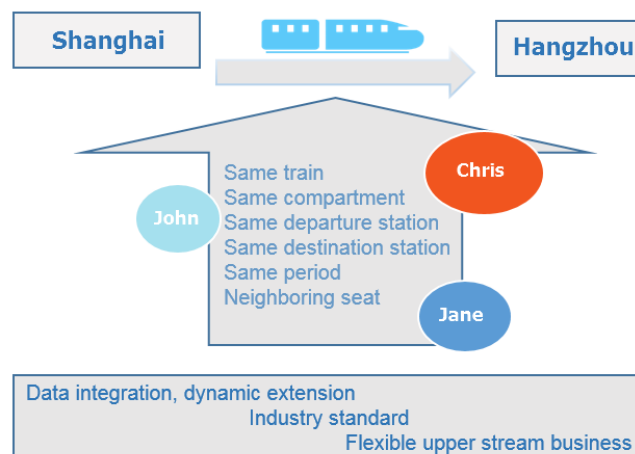 Shanghai
Hangzhou
Same train
Same compartment
Same departure station
Same destination station
Same period
Neighboring seat
Chris
John
Jane
Data integration, dynamic extension
Industry standard
Flexible upper stream business